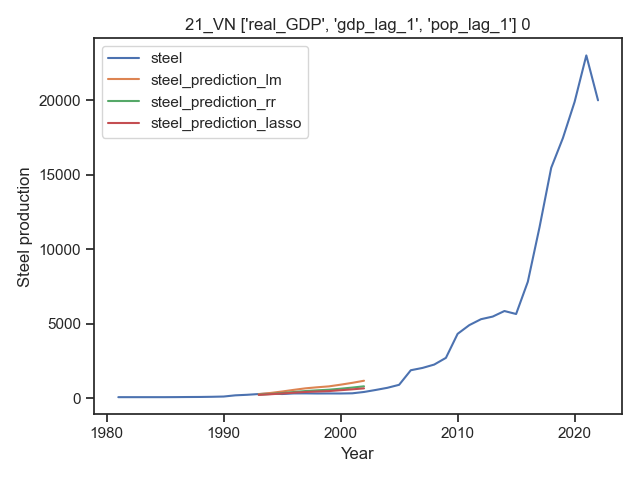 21_VN ['real_GDP', 'gdp_lag_1', 'pop_lag_1'] 0
steel
steel_prediction_lm
steel_prediction_rr
steel_prediction_lasso
Steel production
20000
15000
10000
5000
0
1980 1990 2000 2010 2020
Year